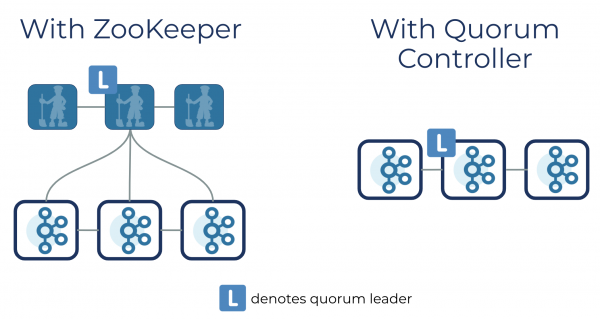 With ZooKeeper
With Quorum
Controller
L
L
L denotes quorum leader